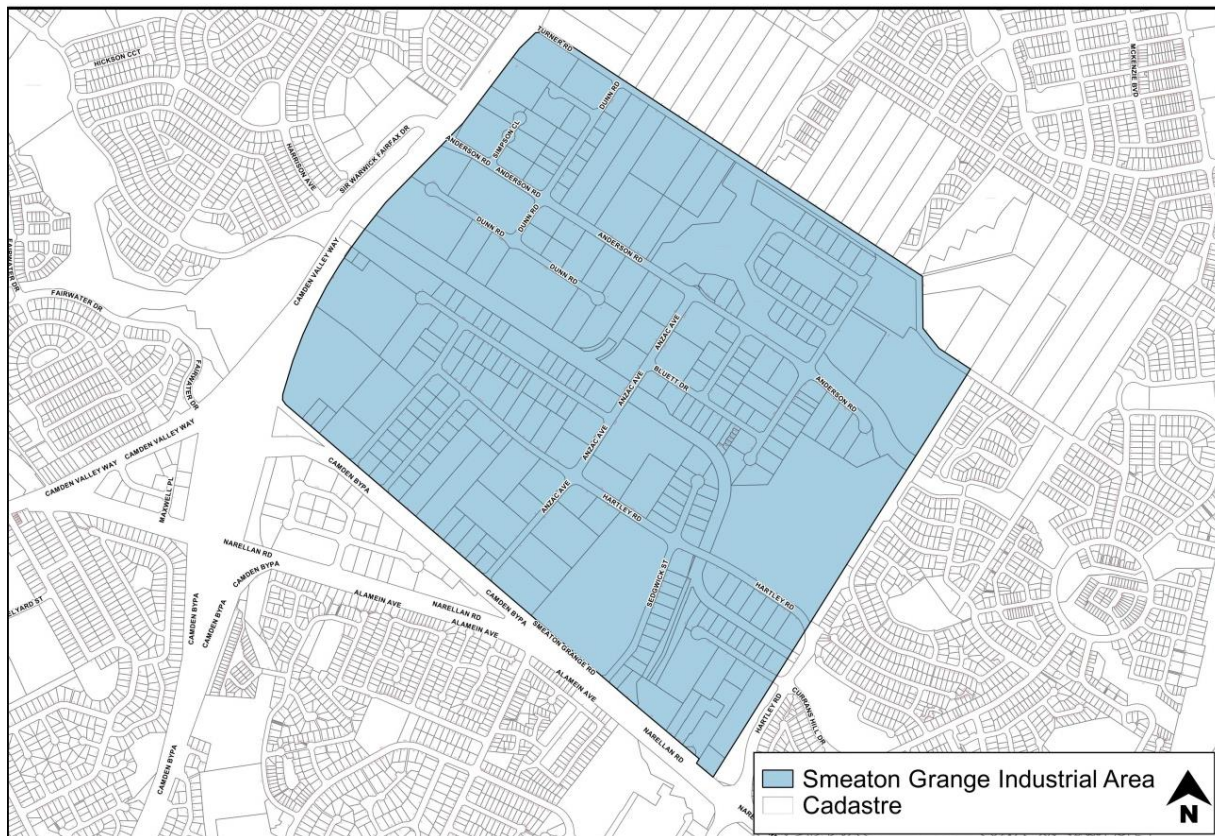 TURNER RD
HICKSON CCT
MCKENZIE BVD
DUNN RD
SIMPSON CL
HARRISON AVE
SIR WARWICK FAIRFAX DR
ANDERSON RD
ANDERSON RD
DUNN RD
DUNN RD
ANDERSON RD
FAIRWATER DR
CAMDEN VALLEY WAY
DUNN RD
FAIRWATER DR
ANZAC AVE
FAIRWATER DR
BLUETT DR
ANDERSON RD
ANZAC AVE
CAMDEN VALLEY WAY
ANZAC AVE
CAMDEN VALLEY WAY
CAMDEN BYPA
MAXWELL PL
ANZAC AVE
HARTLEY RD
NARELLAN RD
CAMDEN BYPA
SEDGWICK ST
HARTLEY RD
ELYARD ST
CAMDEN BYPA
ALAMEIN AVE
NARELLAN RD
CAMDEN BYPA
ALAMEIN AVE
SMEATON GRANGE RD
ALAMEIN AVE
HARTLEY RD
CURRANS HILL DR
NARELLAN RD
CAMDEN BYPA
Smeaton Grange Industrial Area
Cadastre
N